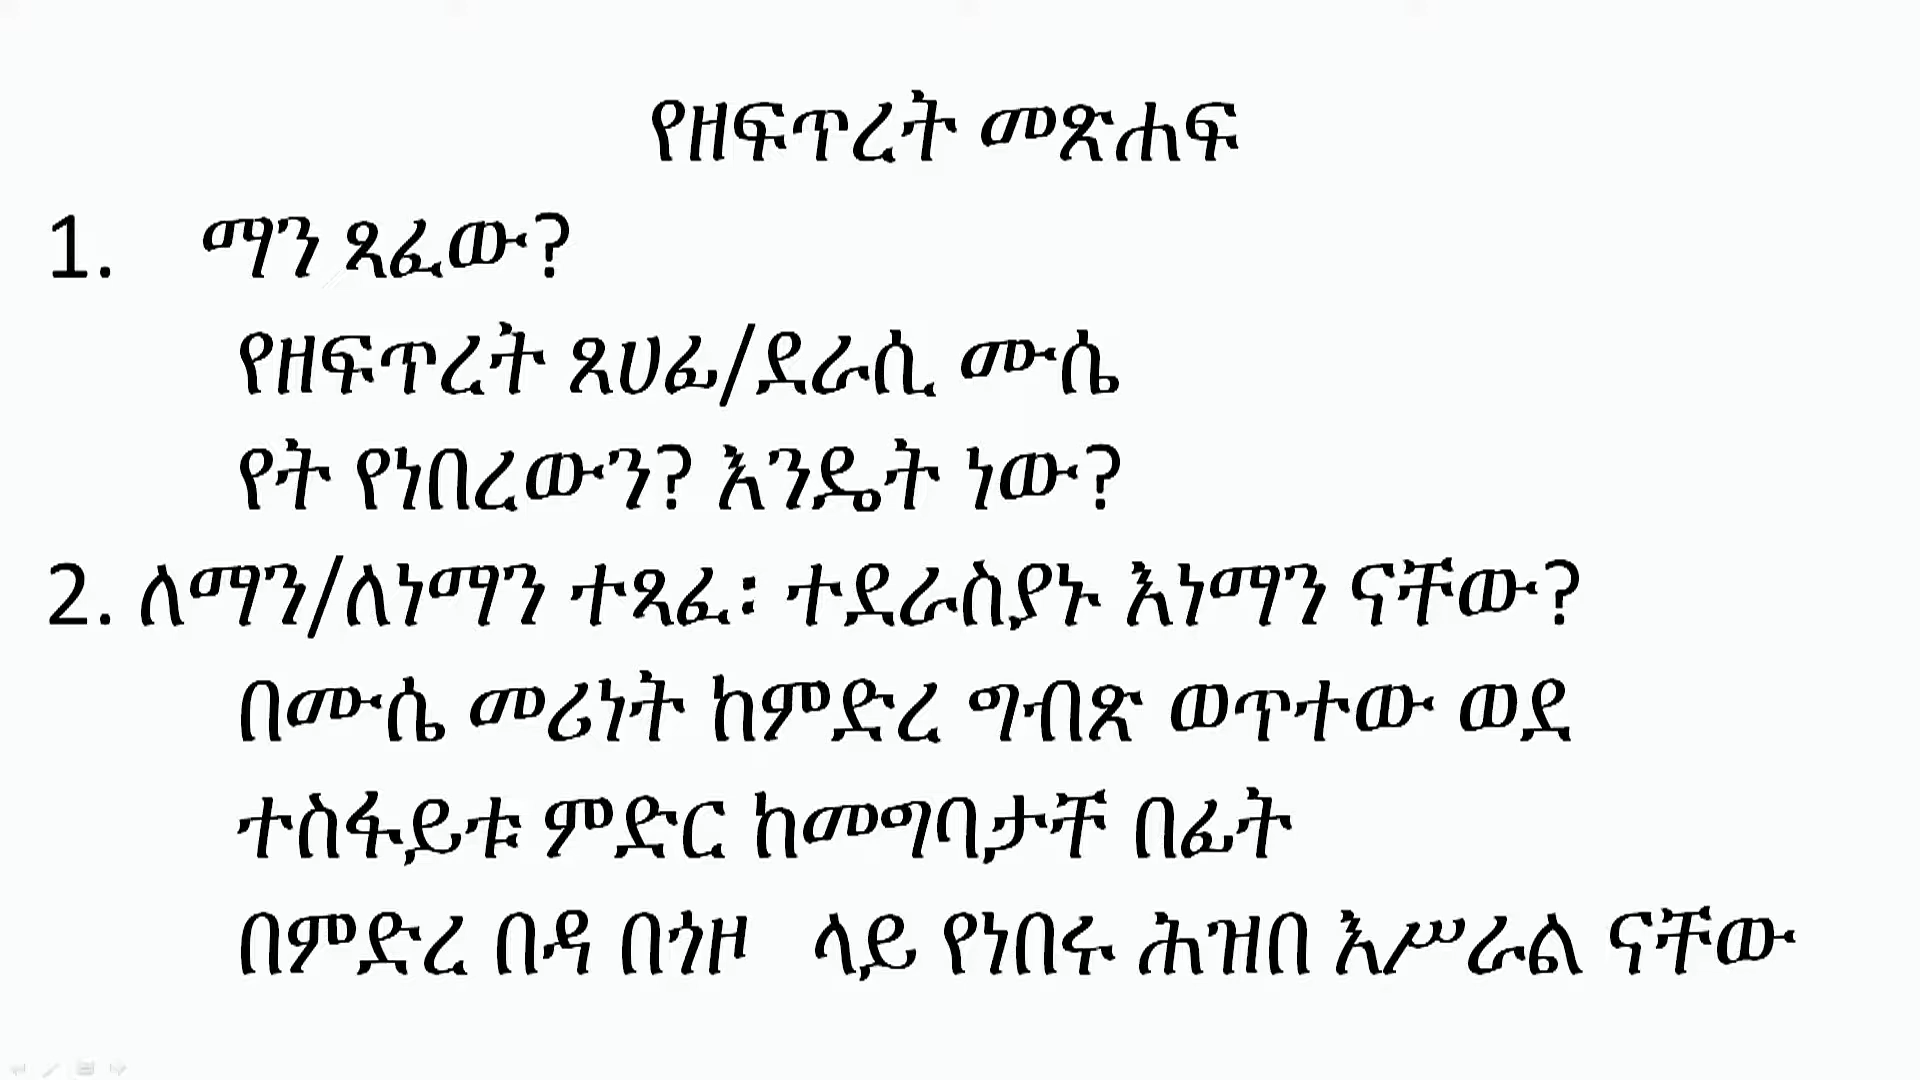 የዘፍጥረት መጽሐፍ
1. ማን ጻፈው?
የዘፍጥረት ጸሀፊ/ደራሲ ሙሴ
የት የነበረውን? እንዴት ነው?
2. ለማን/ለነማን ተጻፈ፡ ተደራስያኑ እነማን ናቸው?
በሙሴ መሪነት ከምድረ ግብጽ ወጥተው ወደ
ተስፋይቱ ምድር ከመግባታቸ በፊት
በምድረ በዳ በጎዞ ላይ የነበሩ ሕዝበ እሥራል ናቸው